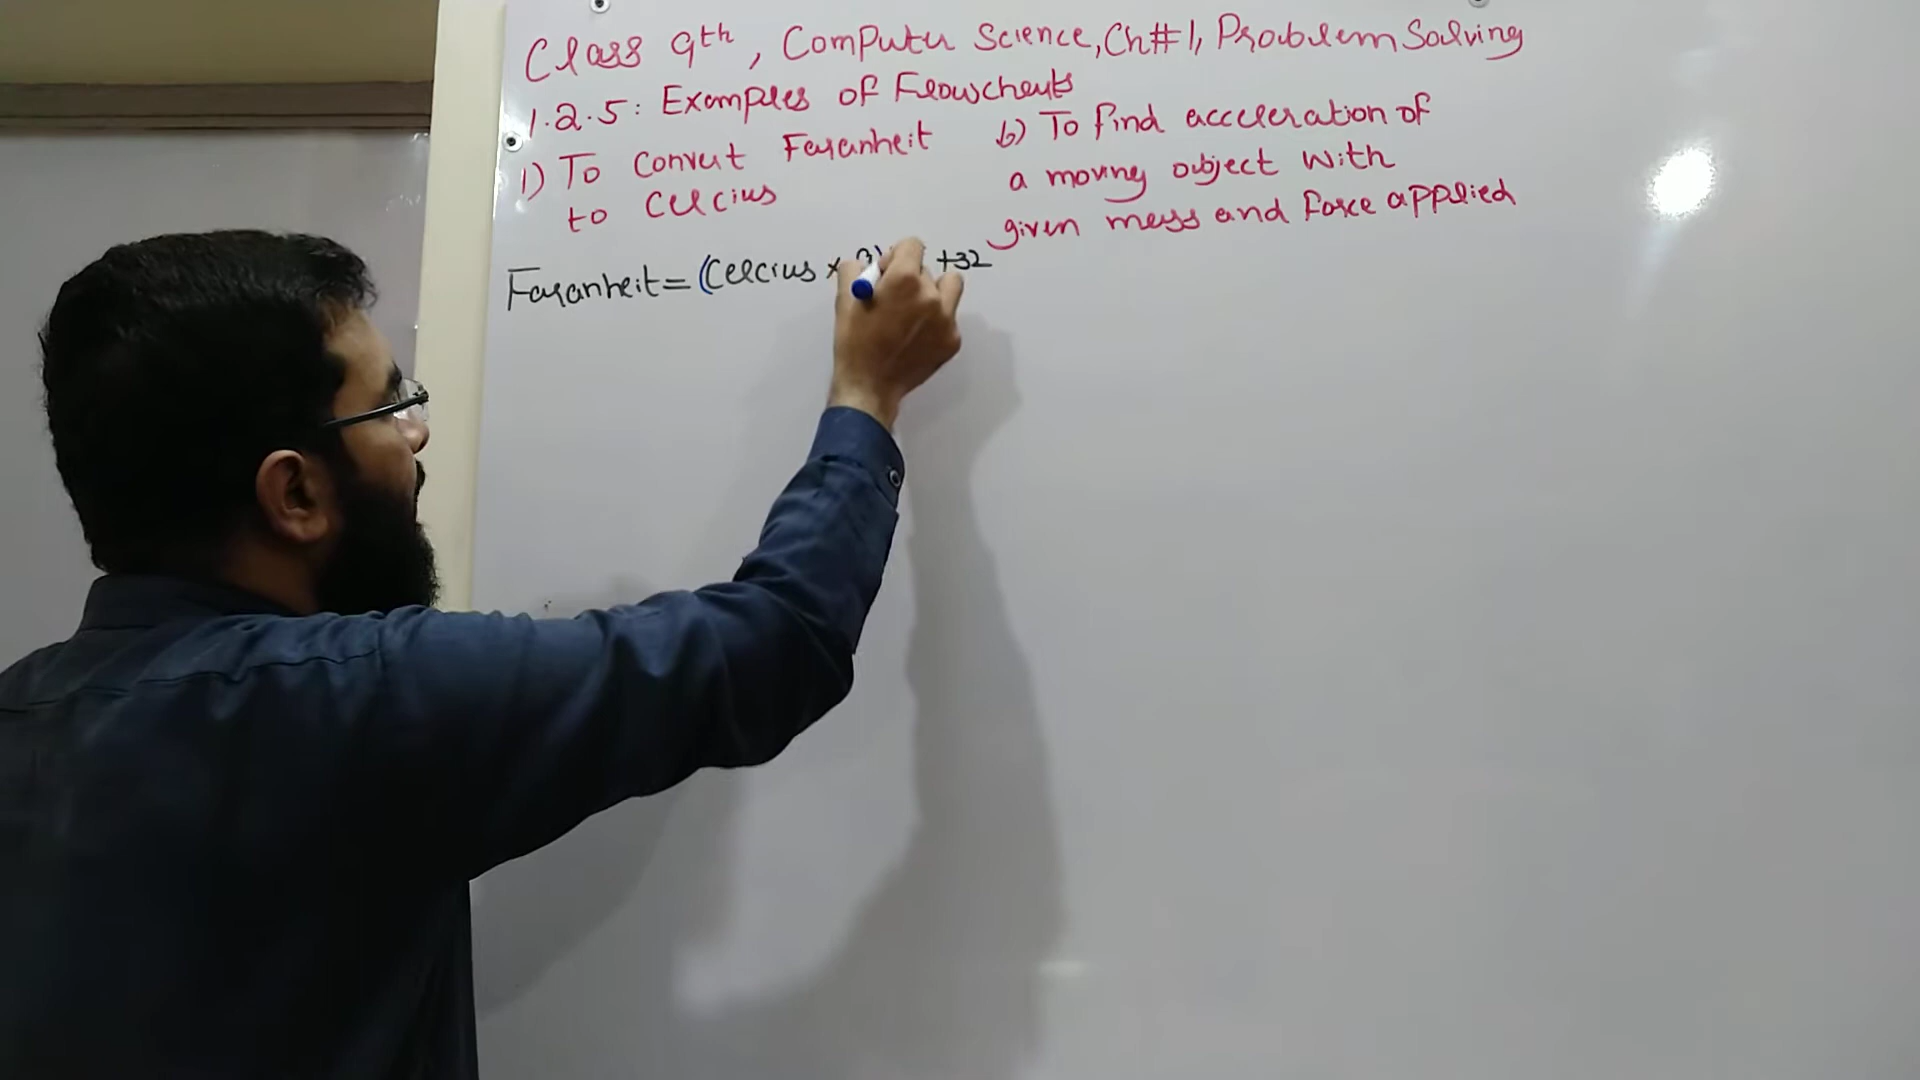 Class 9th, Computer Science, Ch#1, Problem Solving
1.2.5: Examples of Flowcharts
1) To Convert Faranheit
to Celcius
b) To find acceleration of
a moving object with
given mass and force applied
Faranheit = (Celcius × +32